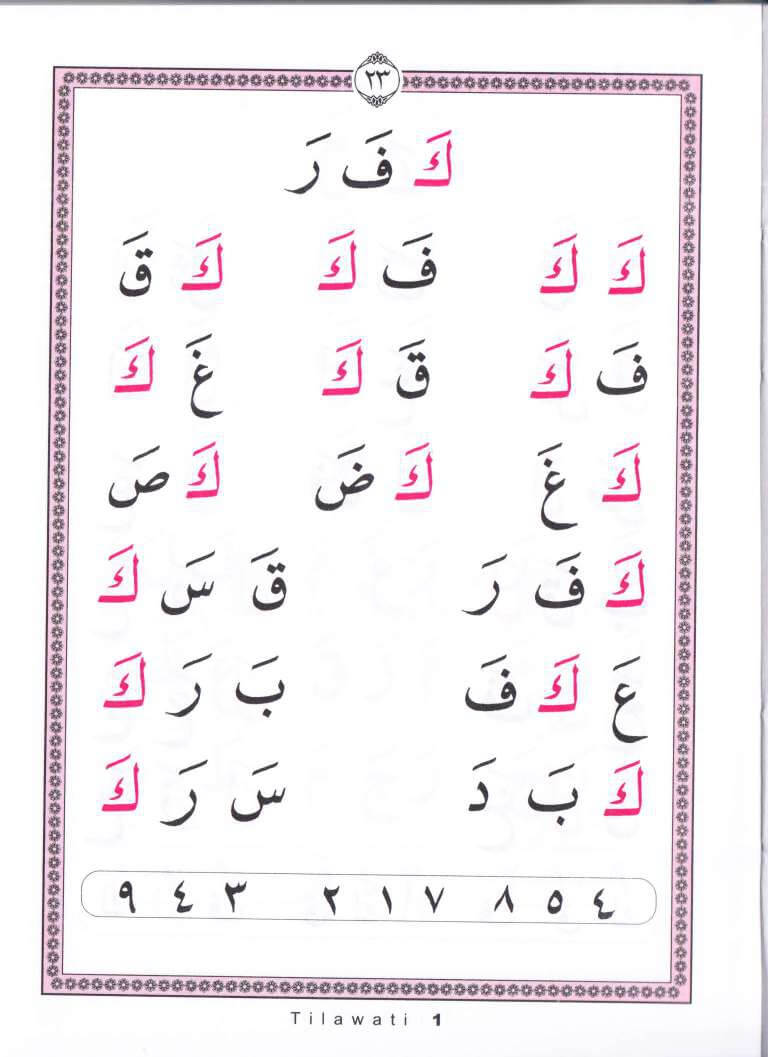 ٢٣
كَ فَ رَ
كَ كَ فَ كَ كَ قَ
فَ كَ قَ كَ غَ كَ
كَ غَ كَ ضَ كَ صَ
كَ فَ رَ قَ سَ كَ
عَ كَ فَ بَ رَ كَ
كَ بَ دَ سَ رَ كَ
٤ ٥ ٨ ٧ ١ ٢ ٣ ٤ ٩
Tilawati 1